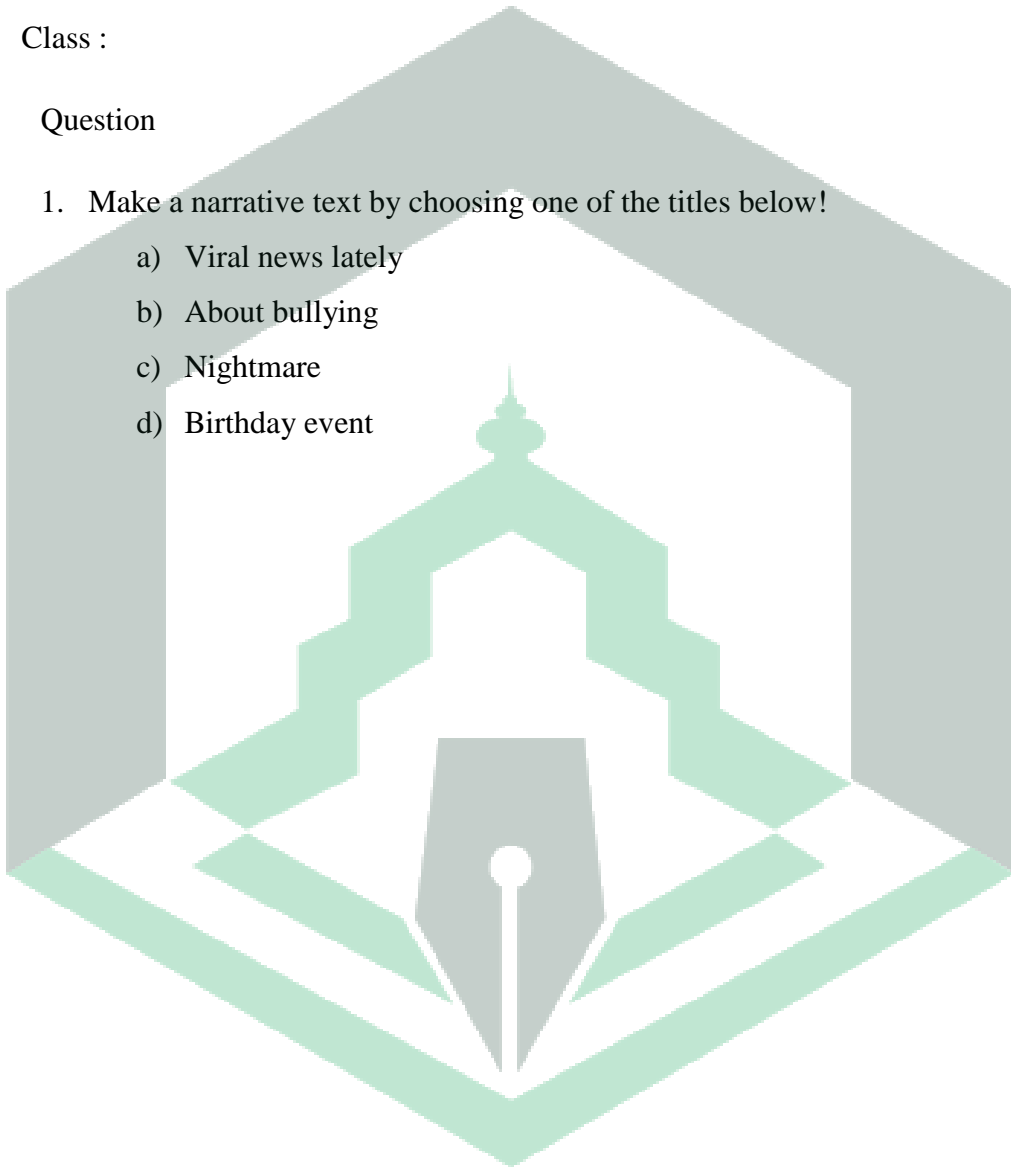 Class :
Question
1. Make a narrative text by choosing one of the titles below!
a) Viral news lately
b) About bullying
c) Nightmare
d) Birthday event